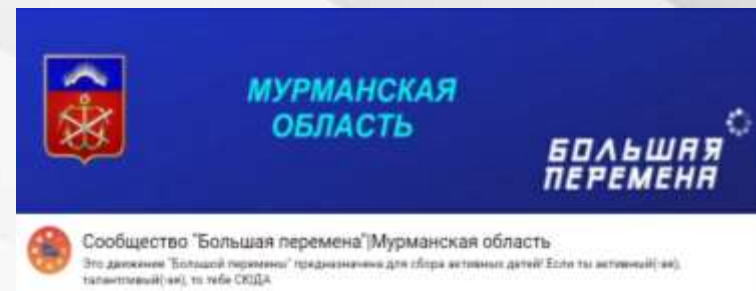 МУРМАНСКАЯ
ОБЛАСТЬ
БОЛЬШАЯ
ПЕРЕМЕНА
Сообщество "Большая перемена"|Мурманская область
Это движение "Большой перемены" предназначена для сбора активных детей! Если ты активный(-ая),
талантливый(-ая), то тебе СЮДА